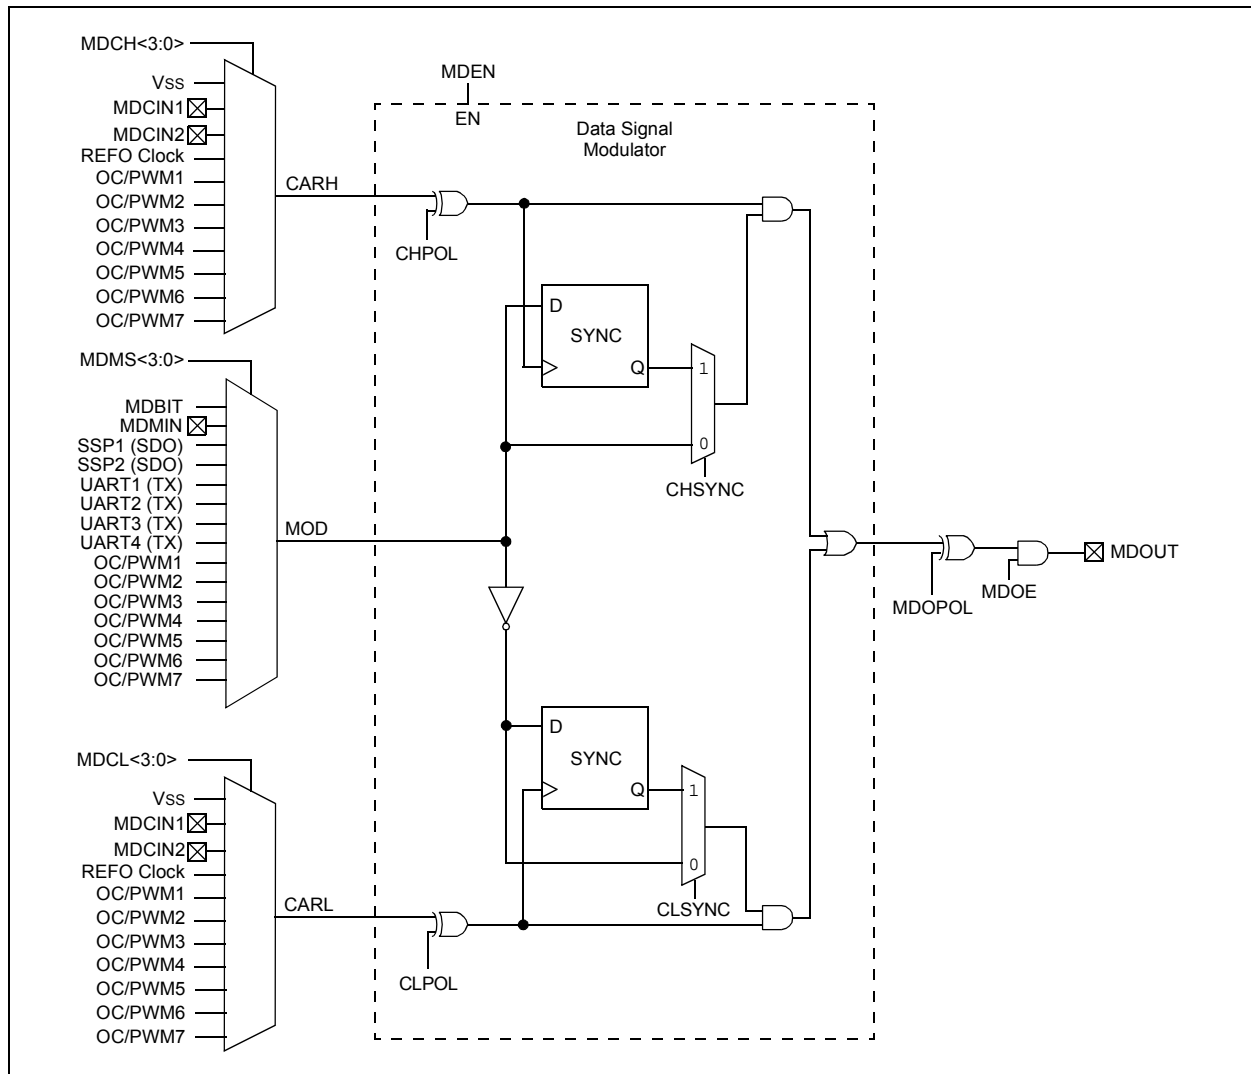 MDCH<3:0>
VSS
MDCIN1
MDCIN2
REFO Clock
OC/PWM1
OC/PWM2
OC/PWM3
OC/PWM4
OC/PWM5
OC/PWM6
OC/PWM7
CARH
MDEN
EN
Data Signal
Modulator
CHPOL
D
SYNC
Q
1
0
CHSYNC
MDMS<3:0>
MDBIT
MDMIN
SSP1 (SDO)
SSP2 (SDO)
UART1 (TX)
UART2 (TX)
UART3 (TX)
UART4 (TX)
OC/PWM1
OC/PWM2
OC/PWM3
OC/PWM4
OC/PWM5
OC/PWM6
OC/PWM7
MOD
MDOPOL
MDOE
MDOUT
D
SYNC
Q
1
0
CLSYNC
MDCL<3:0>
VSS
MDCIN1
MDCIN2
REFO Clock
OC/PWM1
OC/PWM2
OC/PWM3
OC/PWM4
OC/PWM5
OC/PWM6
OC/PWM7
CARL
CLPOL